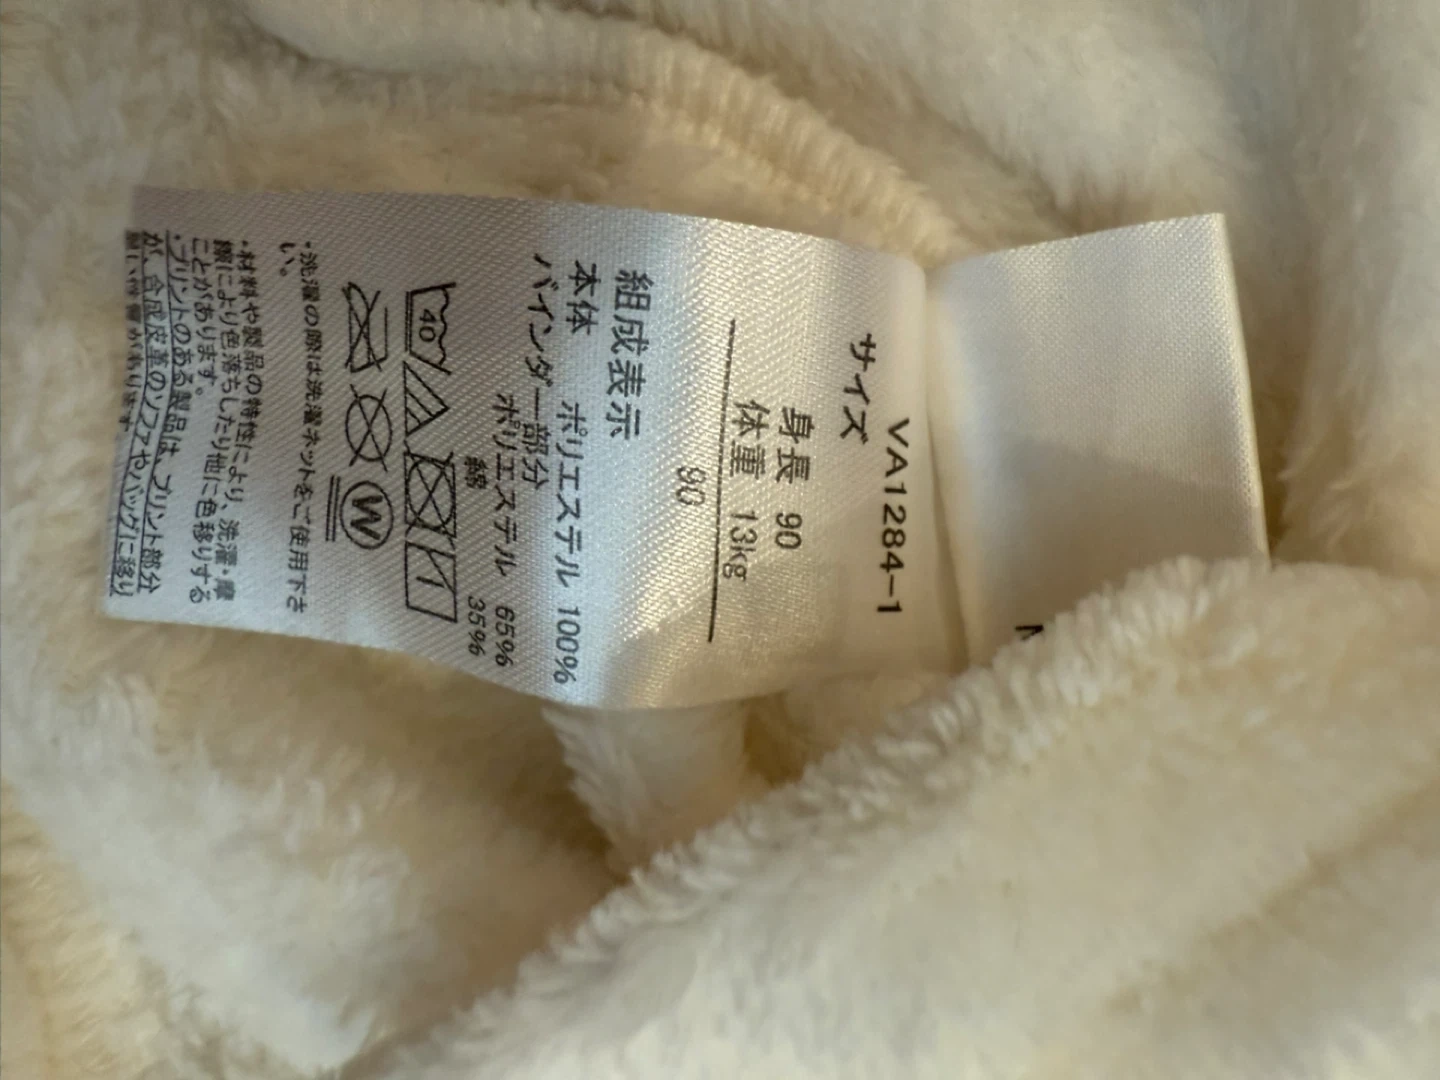 VA1284-1
サイズ
身長 90
体重 13kg
90
組成表示
本体 ポリエステル 100%
バインダー部分
ポリエステル 65%
綿 35%
40
W
・洗濯の際は洗濯ネットをご使用下さ
い。
・材料や製品の特性により、洗濯・摩
擦により色落ちしたり他に色移りする
ことがあります。
・プリントのある製品は、プリント部分
が、合成皮革のソファやバッグに移り